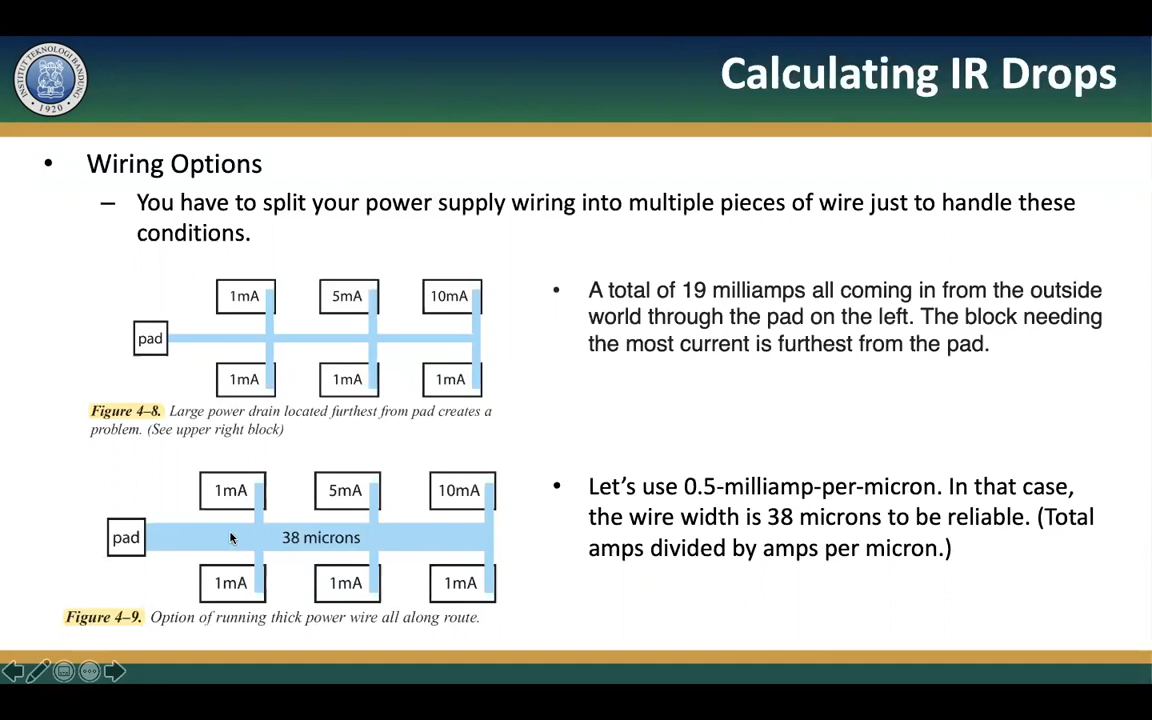 INSTITUT TEKNOLOGI BANDUNG
1920
Calculating IR Drops
• Wiring Options
– You have to split your power supply wiring into multiple pieces of wire just to handle these
conditions.
1mA
5mA
10mA
pad
1mA
1mA
1mA
Figure 4–8. Large power drain located furthest from pad creates a
problem. (See upper right block)
• A total of 19 milliamps all coming in from the outside
world through the pad on the left. The block needing
the most current is furthest from the pad.
1mA
5mA
10mA
pad
38 microns
1mA
1mA
1mA
Figure 4–9. Option of running thick power wire all along route.
• Let’s use 0.5-milliamp-per-micron. In that case,
the wire width is 38 microns to be reliable. (Total
amps divided by amps per micron.)